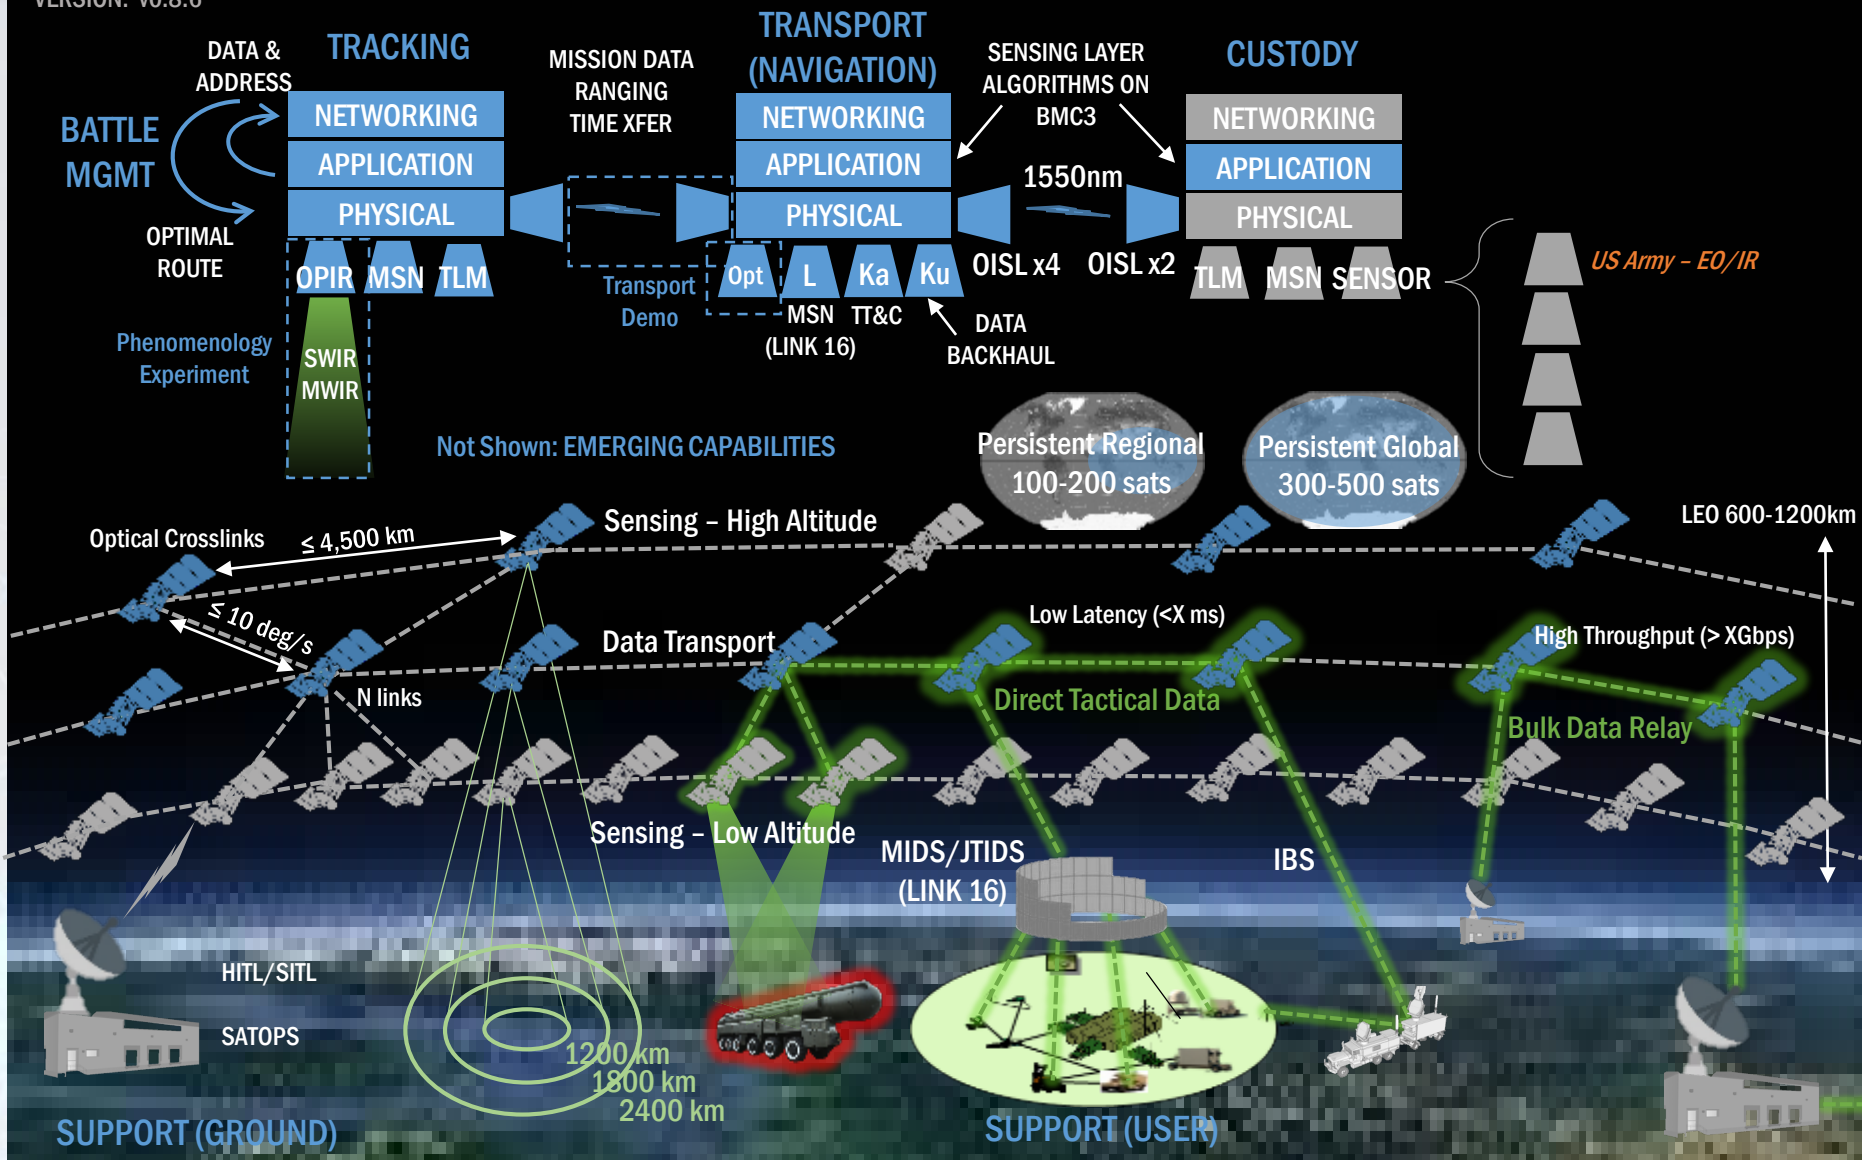 VERSION: v0.8.6
DATA &
ADDRESS
TRACKING
MISSION DATA
RANGING
TIME XFER
TRANSPORT
(NAVIGATION)
SENSING LAYER
ALGORITHMS ON
BMC3
CUSTODY
BATTLE
MGMT
NETWORKING
APPLICATION
PHYSICAL
NETWORKING
APPLICATION
PHYSICAL
1550nm
NETWORKING
APPLICATION
PHYSICAL
OPTIMAL
ROUTE
OPIR
MSN
TLM
Transport
Demo
Opt
L
Ka
Ku
MSN
(LINK 16)
TT&C
OISL x4
OISL x2
DATA
BACKHAUL
TLM
MSN
SENSOR
US Army – EO/IR
Phenomenology
Experiment
SWIR
MWIR
Not Shown: EMERGING CAPABILITIES
Persistent Regional
100-200 sats
Persistent Global
300-500 sats
Optical Crosslinks
≤ 4,500 km
Sensing – High Altitude
LEO 600-1200km
≤ 10 deg/s
Data Transport
Low Latency (<X ms)
High Throughput (> XGbps)
N links
Direct Tactical Data
Bulk Data Relay
Sensing – Low Altitude
MIDS/JTIDS
(LINK 16)
IBS
HITL/SITL
SATOPS
1200 km
1800 km
2400 km
SUPPORT (GROUND)
SUPPORT (USER)